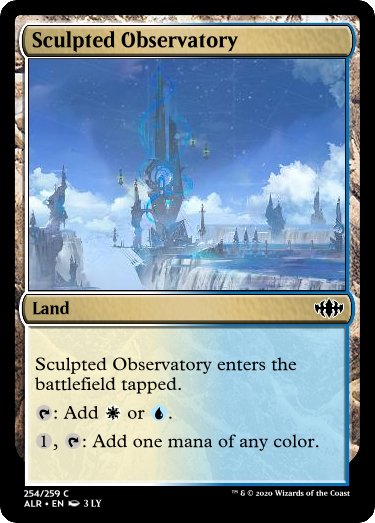 Sculpted Observatory
Land
Sculpted Observatory enters the
battlefield tapped.
: Add or .
1, : Add one mana of any color.
254/259 C
ALR • EN 3 LY
™ & © 2020 Wizards of the Coast